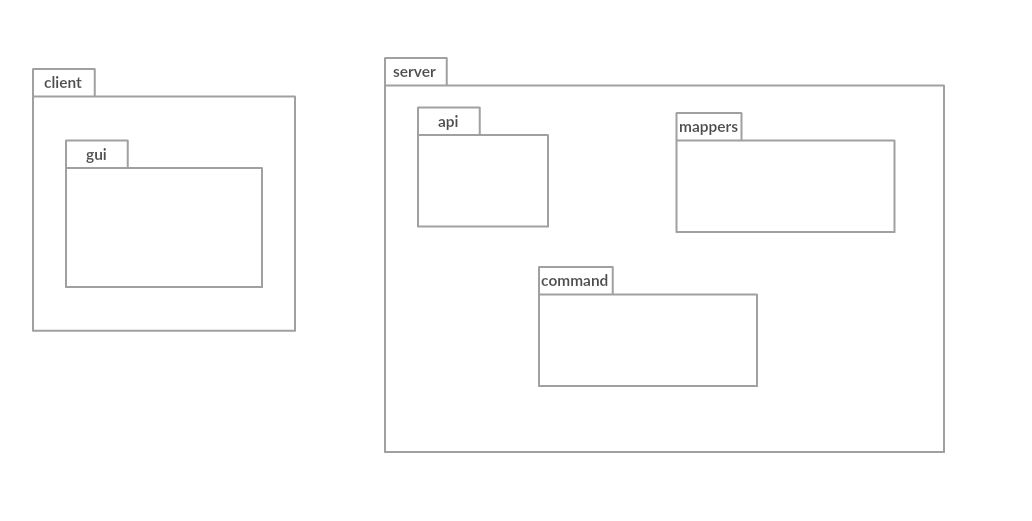 client
gui
server
api
mappers
command